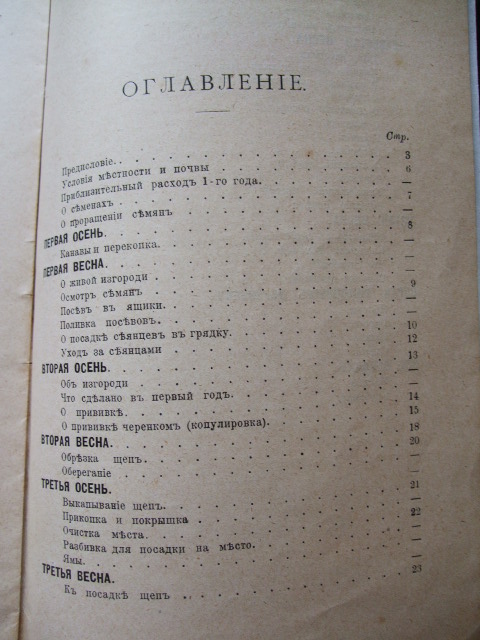 ОГЛАВЛЕНІЕ.
Стр.
Предисловіе. 3
Условія мѣстности и почвы 6
Приблизительный расходъ 1-го года. —
О сѣменахъ 7
О проращеніи сѣмянъ —
ПЕРВАЯ ОСЕНЬ. 8
Канавы и перекопка. —
ПЕРВАЯ ВЕСНА. —
О живой изгороди —
Осмотръ сѣмянъ 9
Посѣвъ въ ящики. —
Поливка посѣвовъ. —
О посадкѣ сѣянцевъ въ грядку. 10
Уходъ за сѣянцами 12
ВТОРАЯ ОСЕНЬ. 13
Объ изгороди —
Что сдѣлано въ первый годъ. —
О прививкѣ. 14
О прививкѣ черенкомъ (копулировка). 15
ВТОРАЯ ВЕСНА. 18
Обрѣзка щеп. 20
Обереганіе —
ТРЕТЬЯ ОСЕНЬ. —
Выкапываніе щеп. 21
Прикопка и покрышка —
Очистка мѣста. 22
Разбивка для посадки на мѣсто. —
Ямы. —
ТРЕТЬЯ ВЕСНА. —
Къ посадкѣ щеп. 23